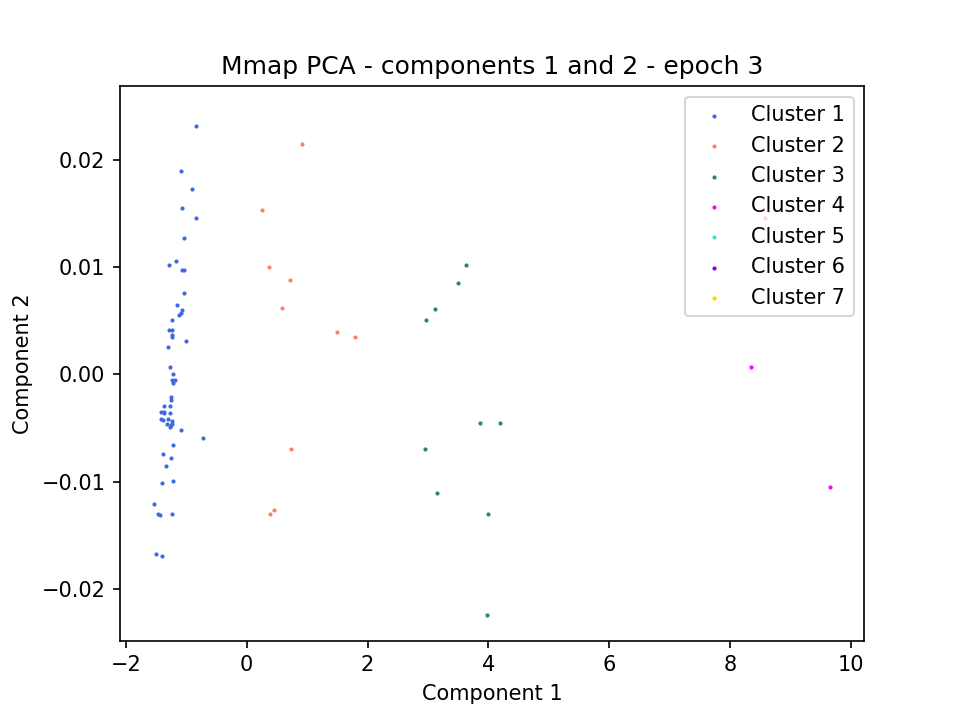 Mmap PCA - components 1 and 2 - epoch 3
Component 2
0.02
0.01
0.00
−0.01
−0.02
Cluster 1
Cluster 2
Cluster 3
Cluster 4
Cluster 5
Cluster 6
Cluster 7
−2 0 2 4 6 8 10
Component 1